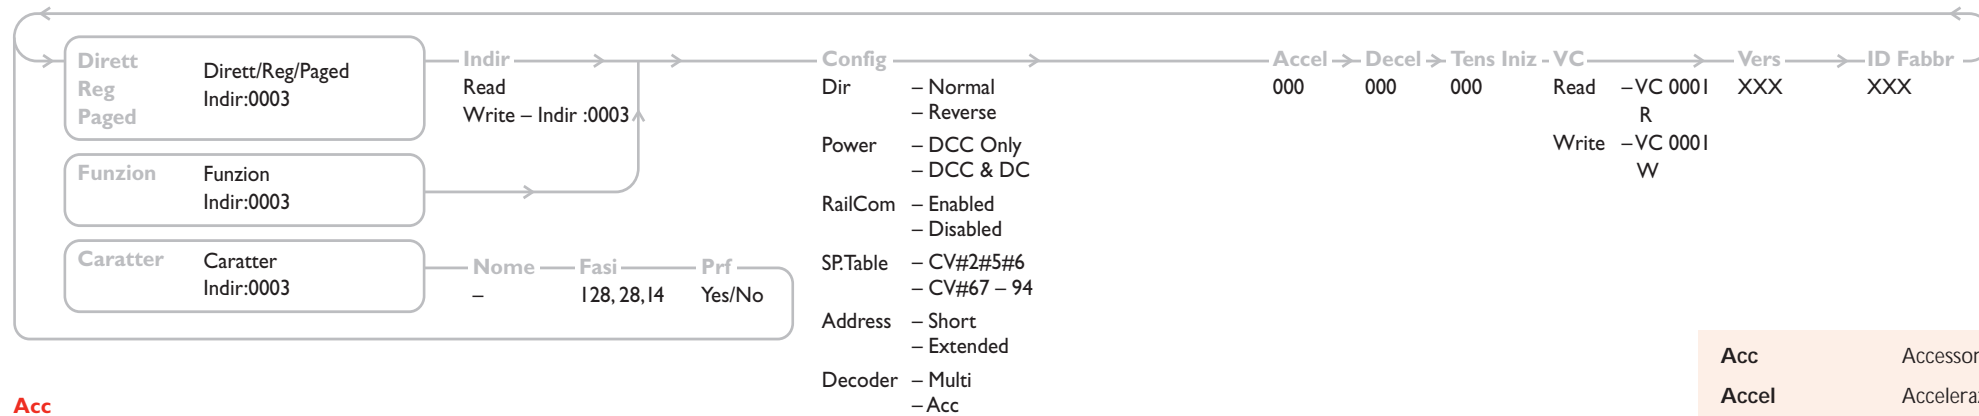 Dirett
Reg
Paged
Dirett/Reg/Paged
Indir:0003
Indir
Read
Write – Indir :0003
Funzion
Funzion
Indir:0003
Caratter
Caratter
Indir:0003
Nome
–
Fasi
128, 28,14
Prf
Yes/No
Config
Dir – Normal
– Reverse
Power – DCC Only
– DCC & DC
RailCom – Enabled
– Disabled
SP.Table – CV#2#5#6
– CV#67 – 94
Address – Short
– Extended
Decoder – Multi
– Acc
Accel
000
Decel
000
Tens Iniz
000
VC
Read – VC 0001
R
Write – VC 0001
W
Vers
XXX
ID Fabbr
XXX
Acc
Acc
Accel